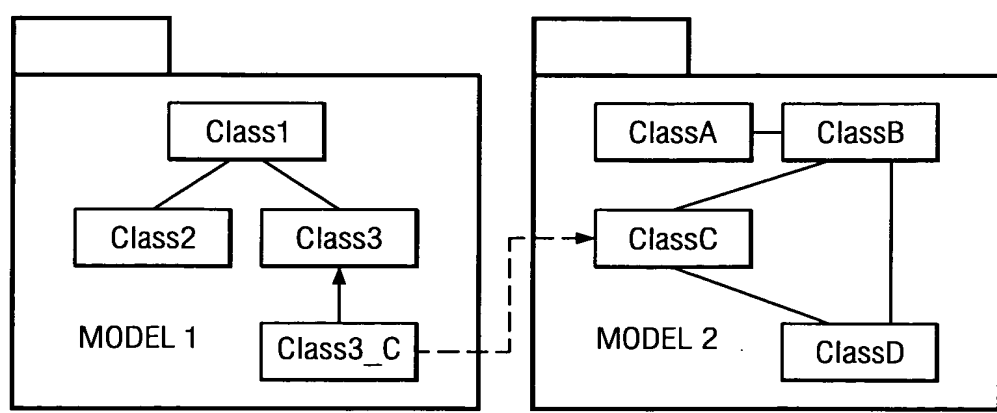 Class1
Class2
Class3
MODEL 1
Class3_C
ClassA
ClassB
ClassC
MODEL 2
ClassD